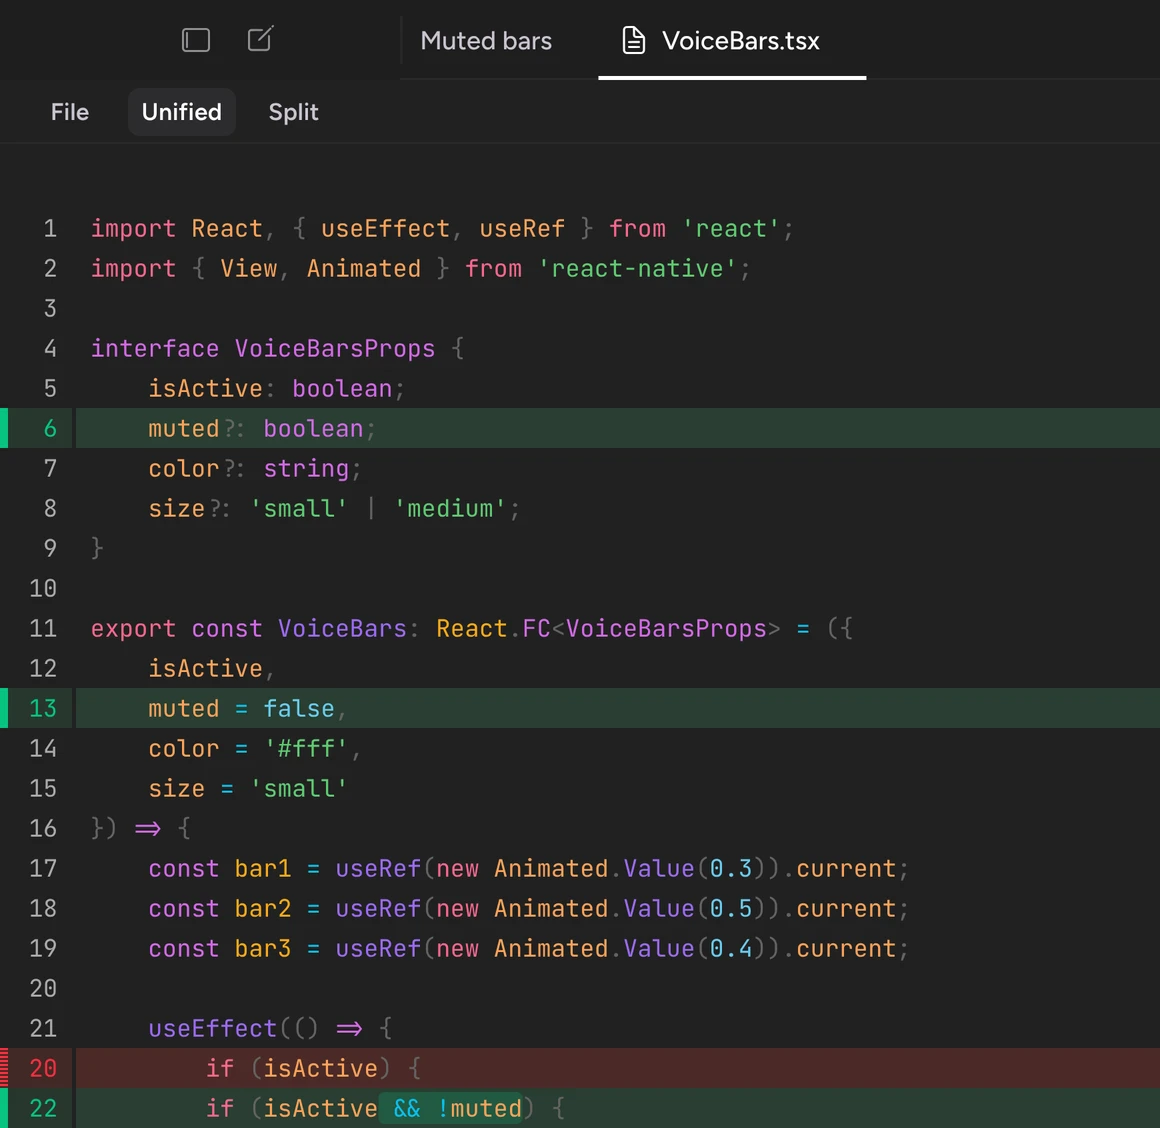 Muted bars VoiceBars.tsx
File Unified Split
1 import React, { useEffect, useRef } from 'react';
2 import { View, Animated } from 'react-native';
3
4 interface VoiceBarsProps {
5     isActive: boolean;
6     muted?: boolean;
7     color?: string;
8     size?: 'small' | 'medium';
9 }
10
11 export const VoiceBars: React.FC<VoiceBarsProps> = ({
12     isActive,
13     muted = false,
14     color = '#fff',
15     size = 'small'
16 }) => {
17     const bar1 = useRef(new Animated.Value(0.3)).current;
18     const bar2 = useRef(new Animated.Value(0.5)).current;
19     const bar3 = useRef(new Animated.Value(0.4)).current;
20
21     useEffect(() => {
20         if (isActive) {
22         if (isActive && !muted) {